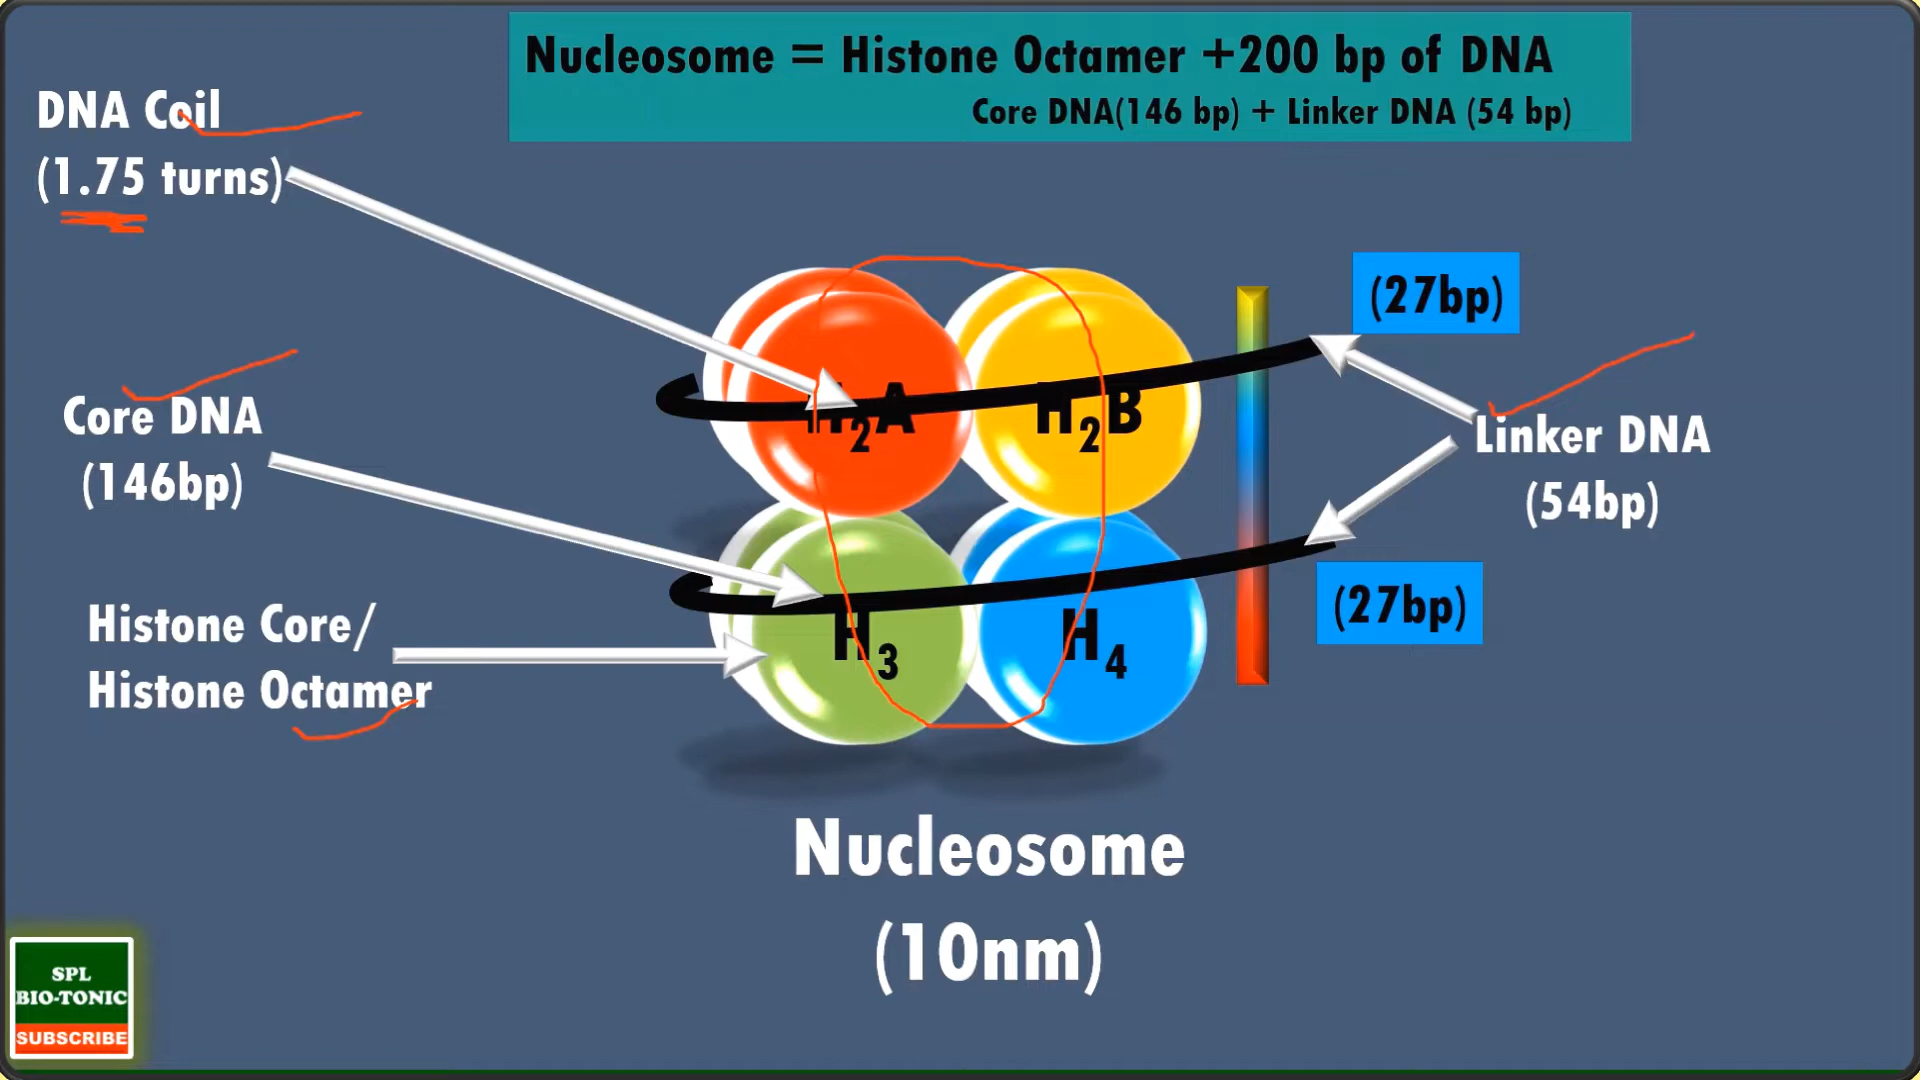 Nucleosome = Histone Octamer +200 bp of DNA
Core DNA(146 bp) + Linker DNA (54 bp)
DNA Coil
(1.75 turns)
(27bp)
H2A
H2B
Core DNA
(146bp)
Linker DNA
(54bp)
(27bp)
Histone Core/
Histone Octamer
H3
H4
Nucleosome
(10nm)
SPL
BIO-TONIC
SUBSCRIBE